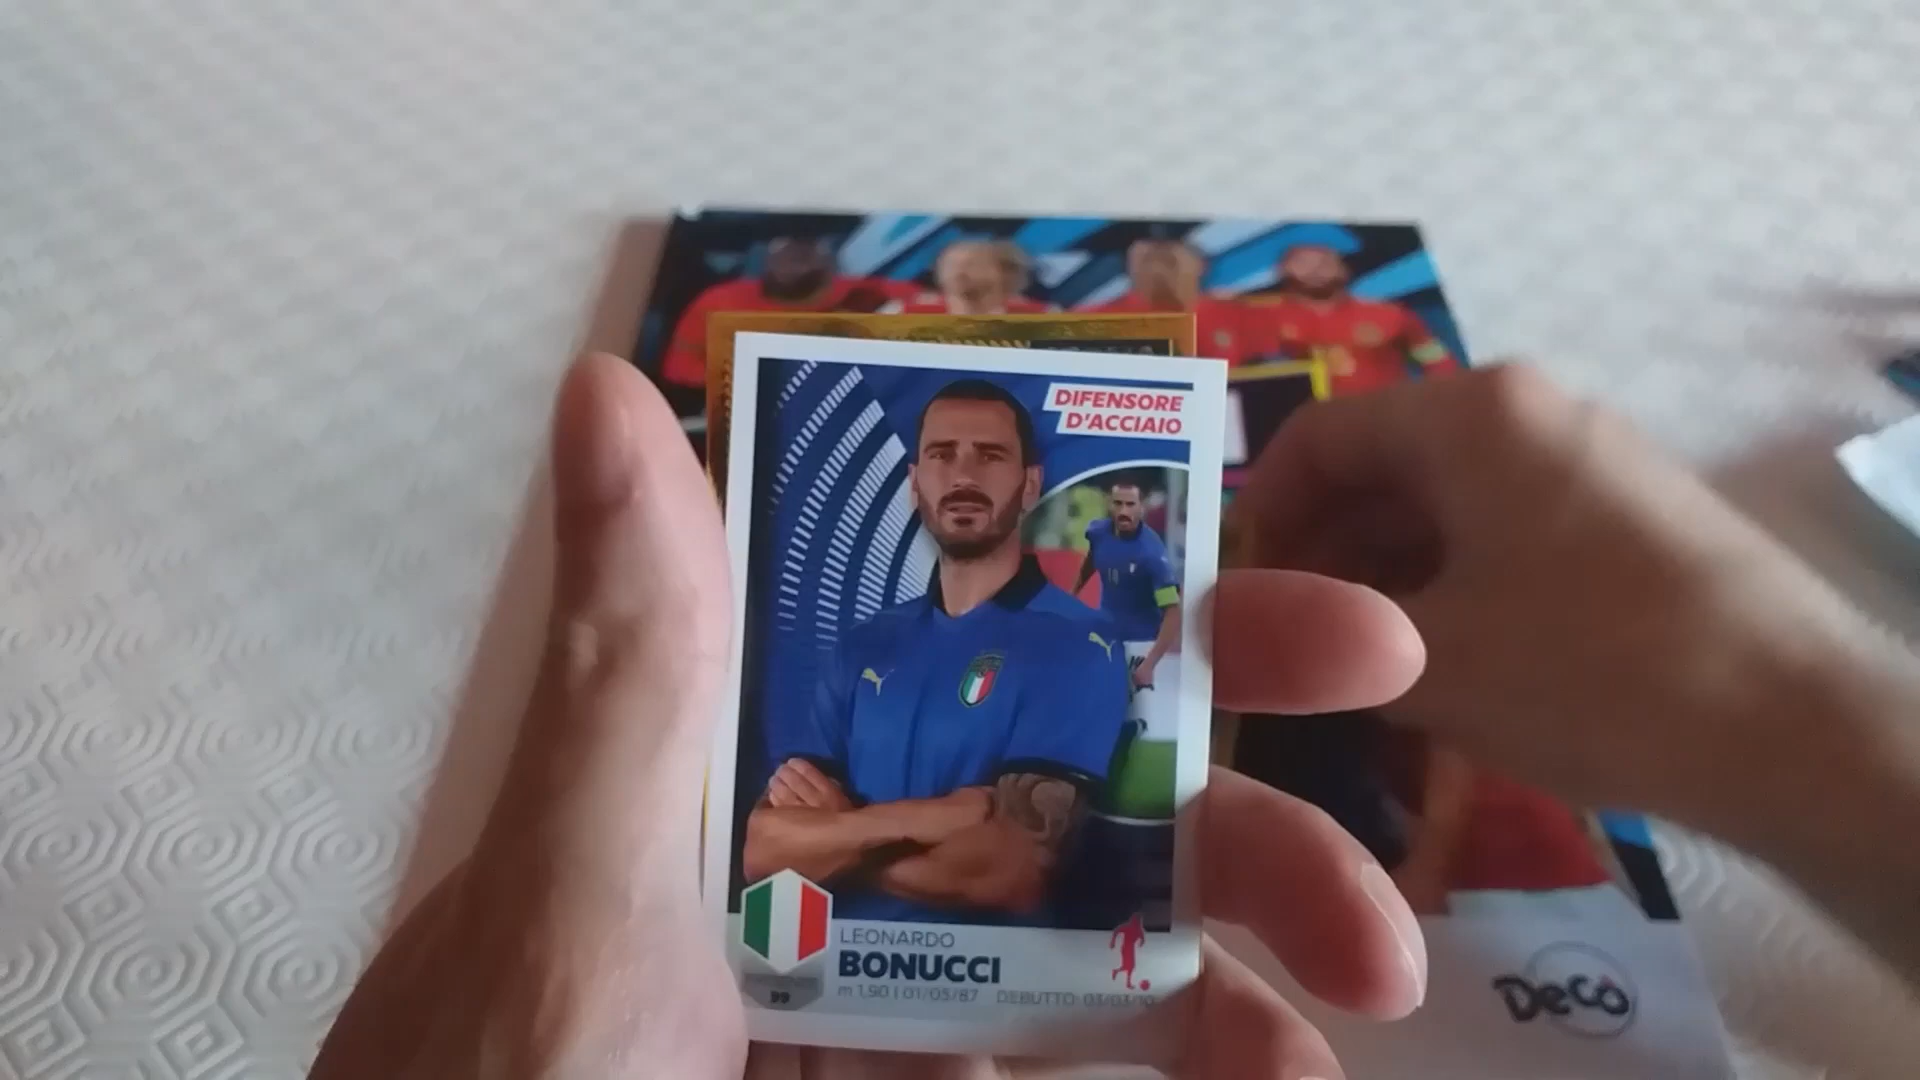 DIFENSORE
D'ACCIAIO
LEONARDO
BONUCCI
99
m 1,90 | 01/05/87 DEBUTTO: 03/03/10
Decò